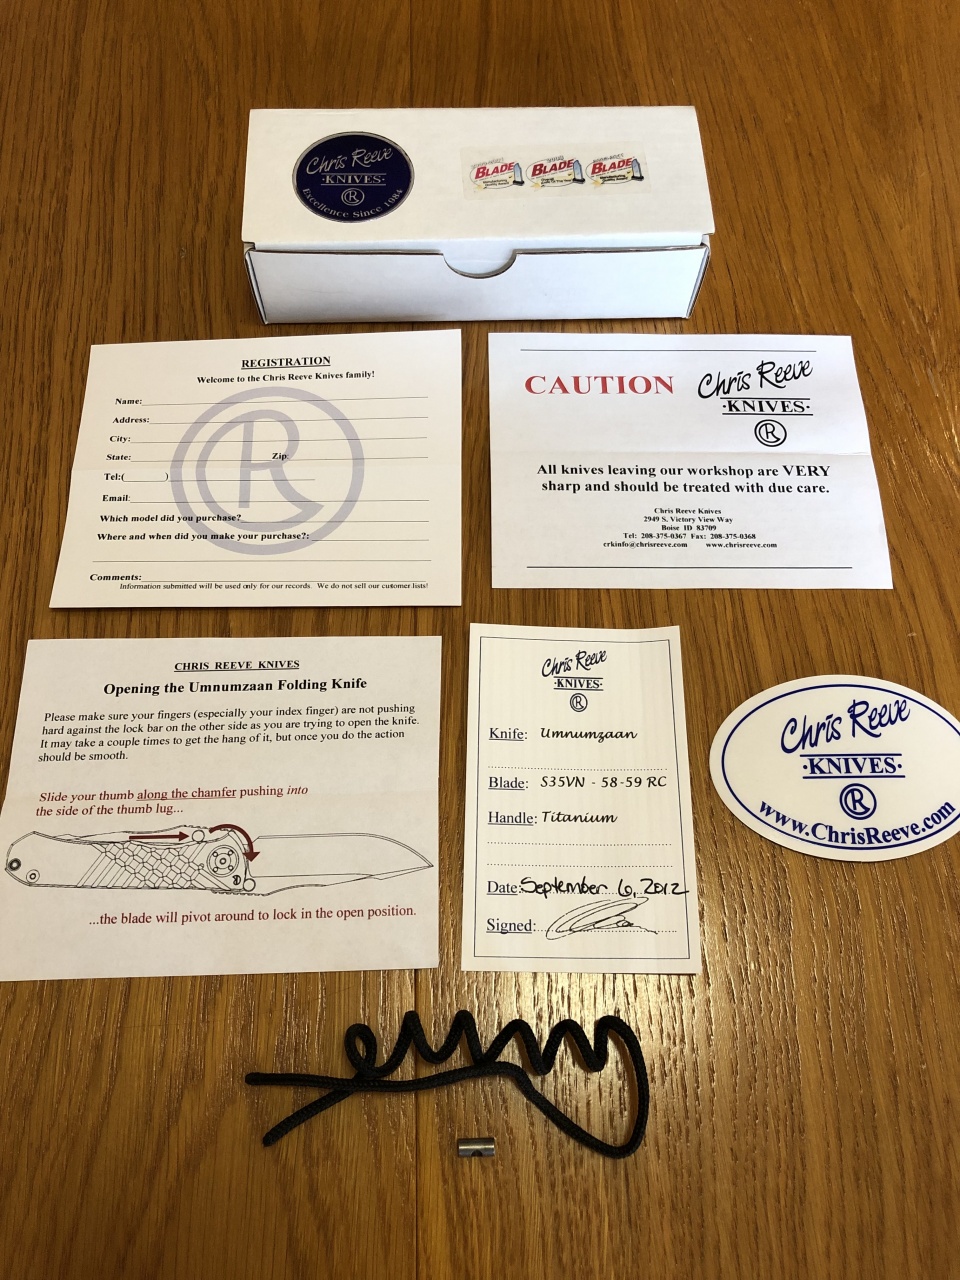 Chris Reeve
·KNIVES·
R
Excellence Since 1984
BLADE
Manufacturing
Quality Award
BLADE
BLADE
Manufacturing
Quality Award
REGISTRATION
Welcome to the Chris Reeve Knives family!
Name:
Address:
City:
State: Zip:
Tel:( )
Email:
Which model did you purchase?
Where and when did you make your purchase?:
Comments:
Information submitted will be used only for our records. We do not sell our customer lists!
R
CAUTION
Chris Reeve
·KNIVES·
R
All knives leaving our workshop are VERY
sharp and should be treated with due care.
Chris Reeve Knives
2949 S. Victory View Way
Boise ID 83709
Tel: 208-375-0367 Fax: 208-375-0368
crkinfo@chrisreeve.com www.chrisreeve.com
CHRIS REEVE KNIVES
Opening the Umnumzaan Folding Knife
Please make sure your fingers (especially your index finger) are not pushing
hard against the lock bar on the other side as you are trying to open the knife.
It may take a couple times to get the hang of it, but once you do the action
should be smooth.
Slide your thumb along the chamfer pushing into
the side of the thumb lug...
...the blade will pivot around to lock in the open position.
Chris Reeve
·KNIVES·
R
Knife: Umnumzaan
Blade: S35VN - 58-59 RC
Handle: Titanium
Date: September 6, 2012
Signed:
Chris Reeve
·KNIVES·
R
www.ChrisReeve.com